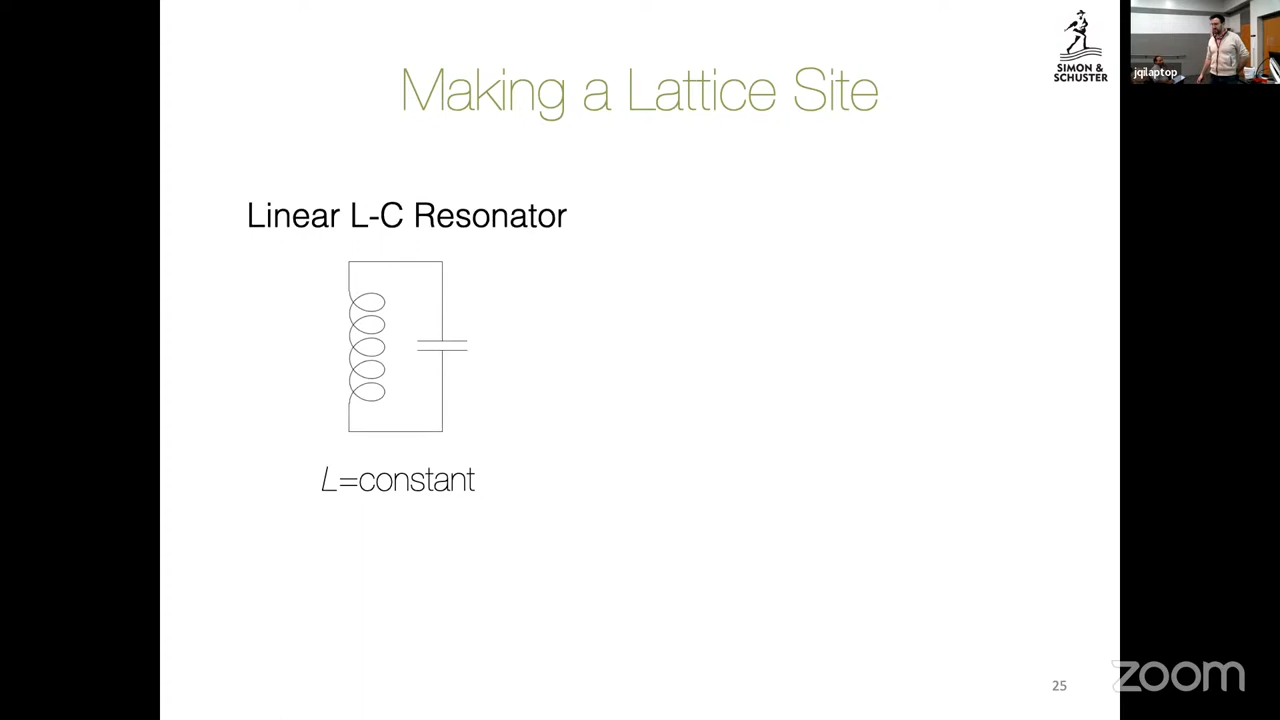 SIMON &
SCHUSTER
jqilaptop
Making a Lattice Site
Linear L-C Resonator
L=constant
25
zoom